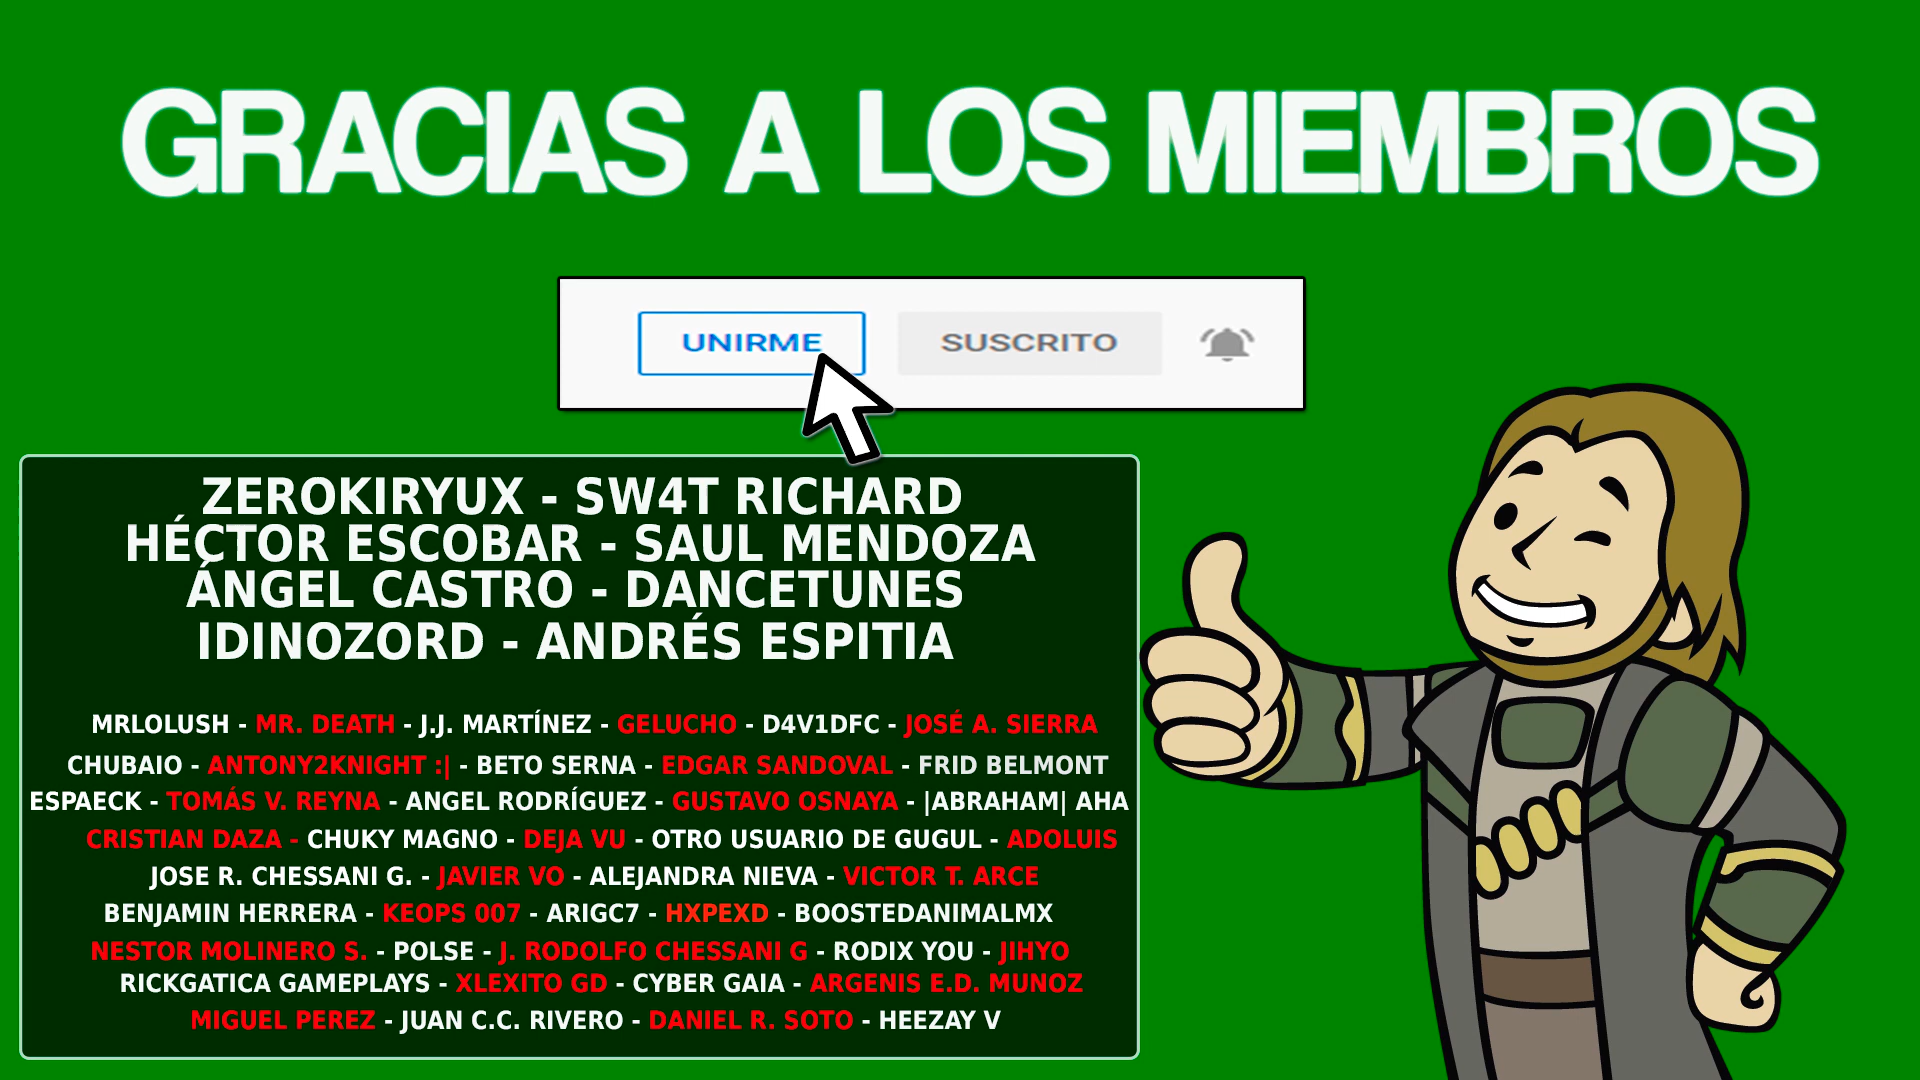 GRACIAS A LOS MIEMBROS
UNIRME SUSCRITO
ZEROKIRYUX - SW4T RICHARD
HÉCTOR ESCOBAR - SAUL MENDOZA
ÁNGEL CASTRO - DANCETUNES
IDINOZORD - ANDRÉS ESPITIA
MRLOLUSH - MR. DEATH - J.J. MARTÍNEZ - GELUCHO - D4V1DFC - JOSÉ A. SIERRA
CHUBAIO - ANTONY2KNIGHT :| - BETO SERNA - EDGAR SANDOVAL - FRID BELMONT
ESPAECK - TOMÁS V. REYNA - ANGEL RODRÍGUEZ - GUSTAVO OSNAYA - |ABRAHAM| AHA
CRISTIAN DAZA - CHUKY MAGNO - DEJA VU - OTRO USUARIO DE GUGUL - ADOLUIS
JOSE R. CHESSANI G. - JAVIER VO - ALEJANDRA NIEVA - VICTOR T. ARCE
BENJAMIN HERRERA - KEOPS 007 - ARIGC7 - HXPEXD - BOOSTEDANIMALMX
NESTOR MOLINERO S. - POLSE - J. RODOLFO CHESSANI G - RODIX YOU - JIHYO
RICKGATICA GAMEPLAYS - XLEXITO GD - CYBER GAIA - ARGENIS E.D. MUNOZ
MIGUEL PEREZ - JUAN C.C. RIVERO - DANIEL R. SOTO - HEEZAY V